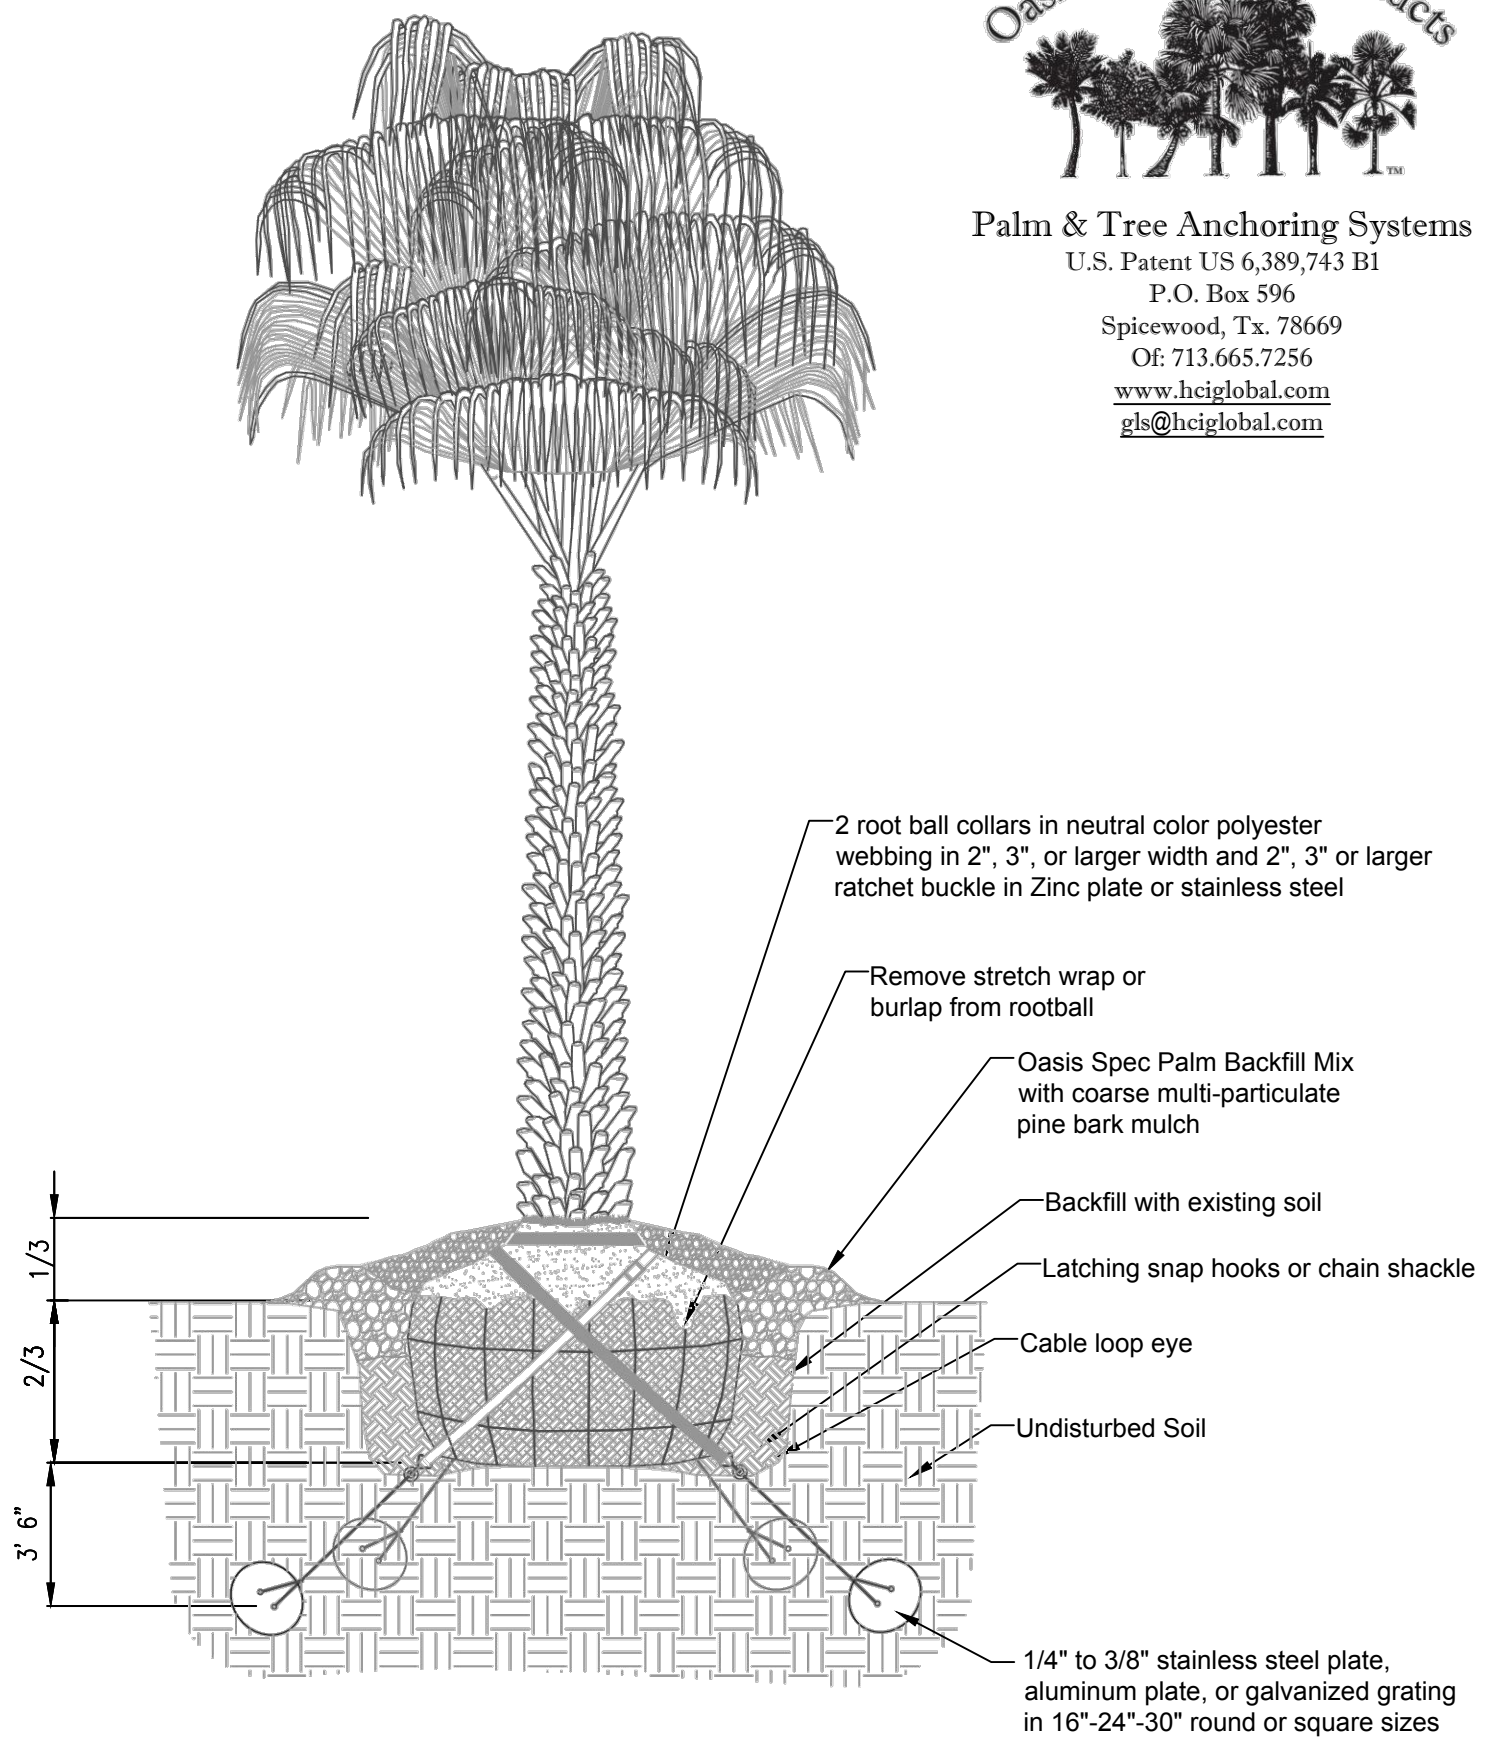 Palm & Tree Anchoring Systems
U.S. Patent US 6,389,743 B1
P.O. Box 596
Spicewood, Tx. 78669
Of: 713.665.7256
www.hciglobal.com
gls@hciglobal.com
TM
2 root ball collars in neutral color polyester
webbing in 2", 3", or larger width and 2", 3" or larger
ratchet buckle in Zinc plate or stainless steel
Remove stretch wrap or
burlap from rootball
Oasis Spec Palm Backfill Mix
with coarse multi-particulate
pine bark mulch
Backfill with existing soil
Latching snap hooks or chain shackle
Cable loop eye
Undisturbed Soil
1/4" to 3/8" stainless steel plate,
aluminum plate, or galvanized grating
in 16"-24"-30" round or square sizes
1/3
2/3
3' 6"